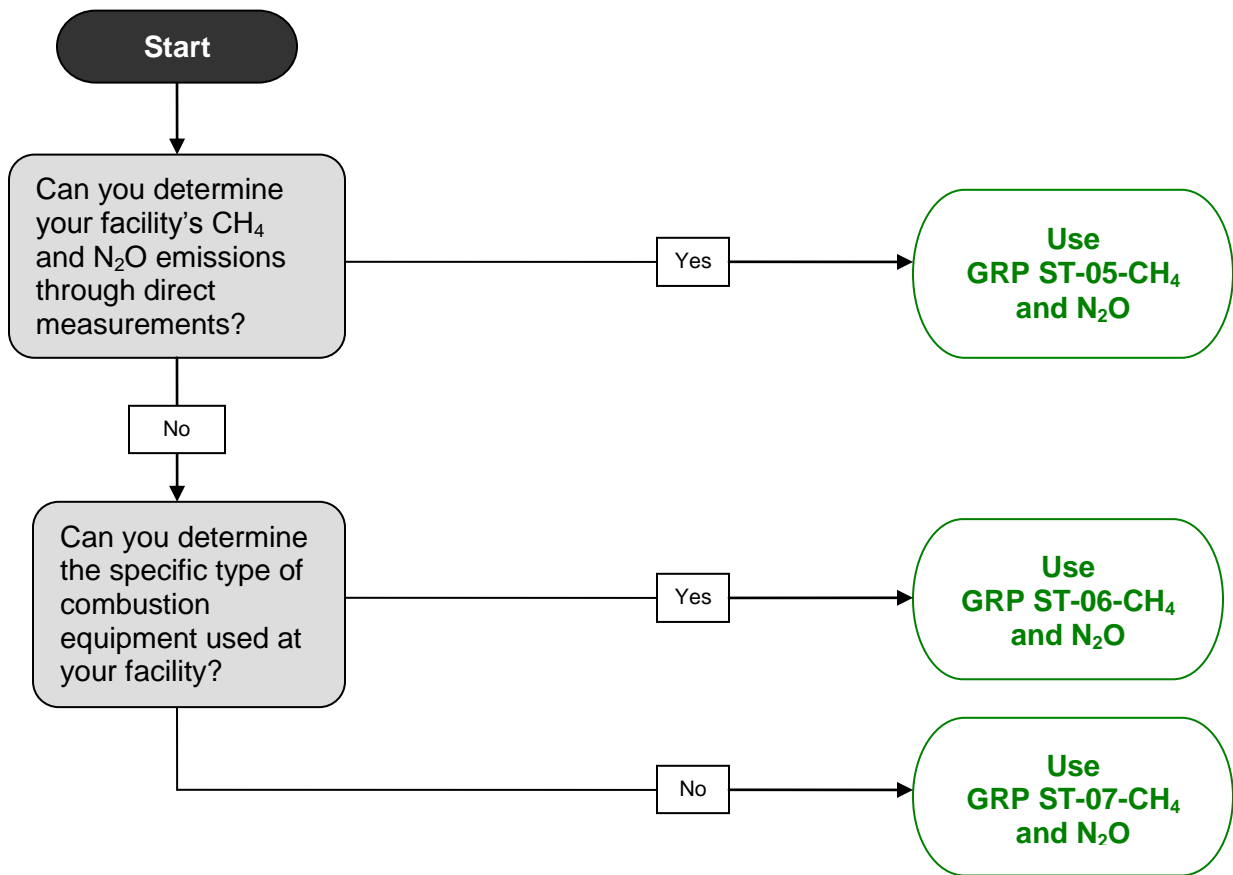 Start
Can you determine
your facility’s CH₄
and N₂O emissions
through direct
measurements?
Yes
Use
GRP ST-05-CH₄
and N₂O
No
Can you determine
the specific type of
combustion
equipment used at
your facility?
Yes
Use
GRP ST-06-CH₄
and N₂O
No
Use
GRP ST-07-CH₄
and N₂O